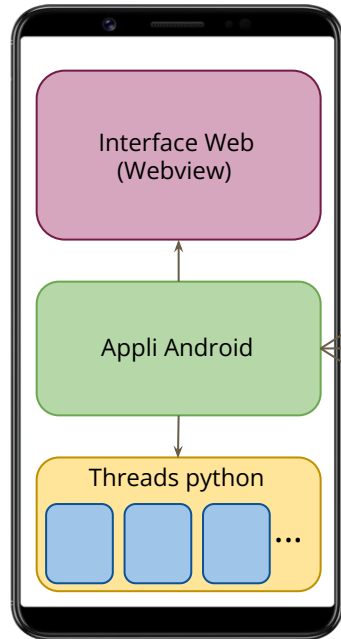 Interface Web
(Webview)
Appli Android
Threads python
...